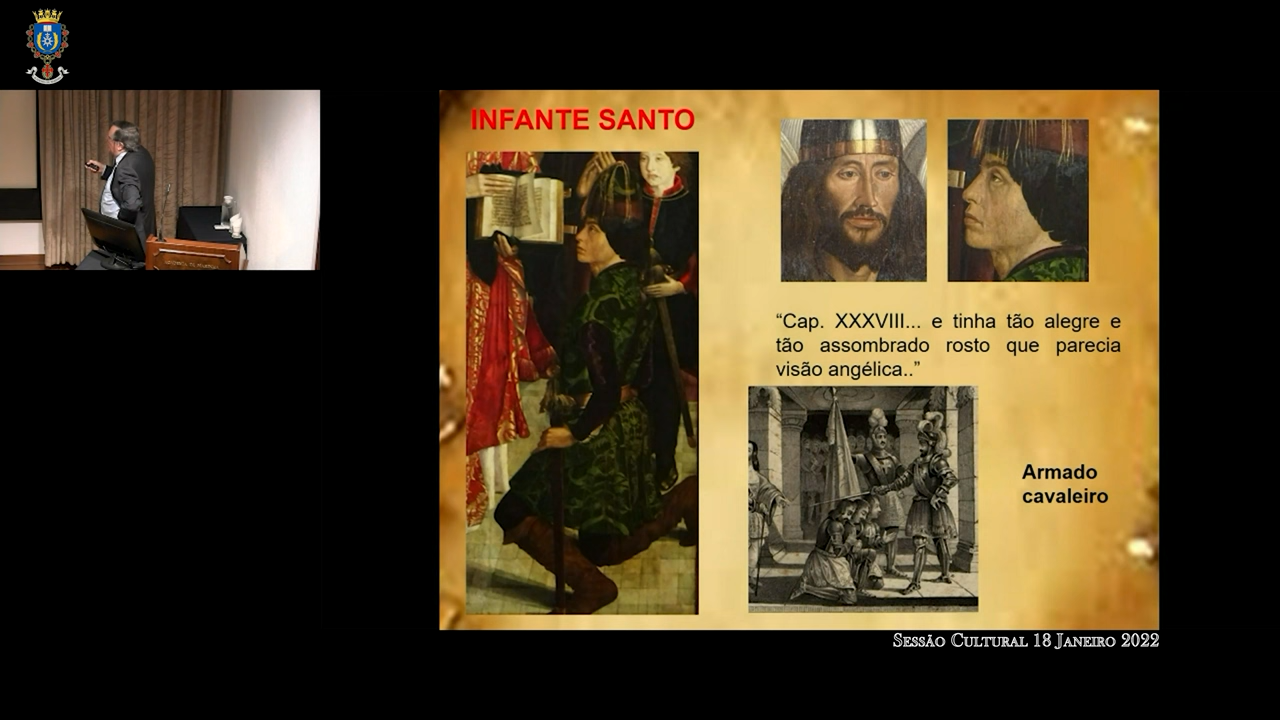 INFANTE SANTO
“Cap. XXXVIII... e tinha tão alegre e
tão assombrado rosto que parecia
visão angélica..”
Armado
cavaleiro
Sessão Cultural 18 Janeiro 2022